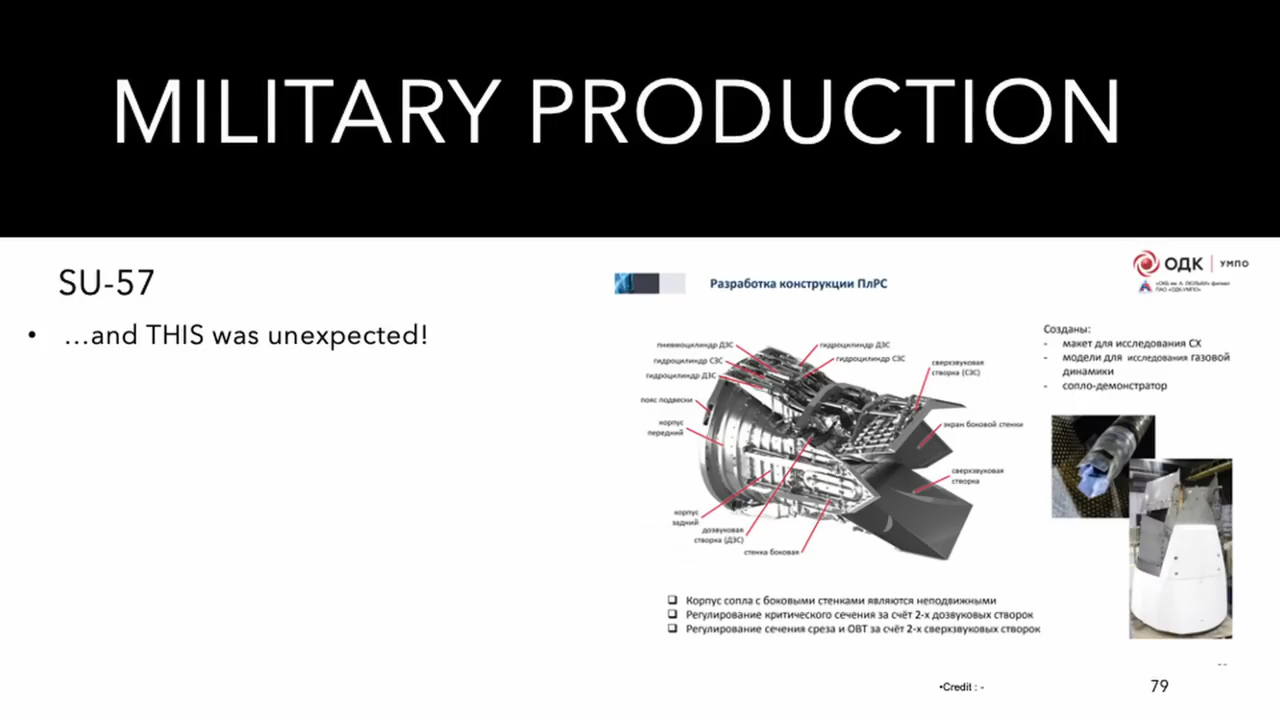 MILITARY PRODUCTION
SU-57
• …and THIS was unexpected!
ОДК | УМПО
«ОКБ им. А. ЛЮЛЬКИ» филиал
ПАО «ОДК-УМПО»
Разработка конструкции ПлРС
пневмоцилиндр ДЗС
гидроцилиндр СЗС
гидроцилиндр ДЗС
пояс подвески
корпус
передний
корпус
задний
дозвуковая
створка (ДЗС)
стенка боковая
гидроцилиндр ДЗС
гидроцилиндр СЗС
сверхзвуковая
створка (СЗС)
экран боковой стенки
сверхзвуковая
створка
Созданы:
- макет для исследования СХ
- модели для исследования газовой
динамики
- сопло-демонстратор
❑ Корпус сопла с боковыми стенками являются неподвижными
❑ Регулирование критического сечения за счёт 2-х дозвуковых створок
❑ Регулирование сечения среза и ОВТ за счёт 2-х сверхзвуковых створок
•Credit : -
79